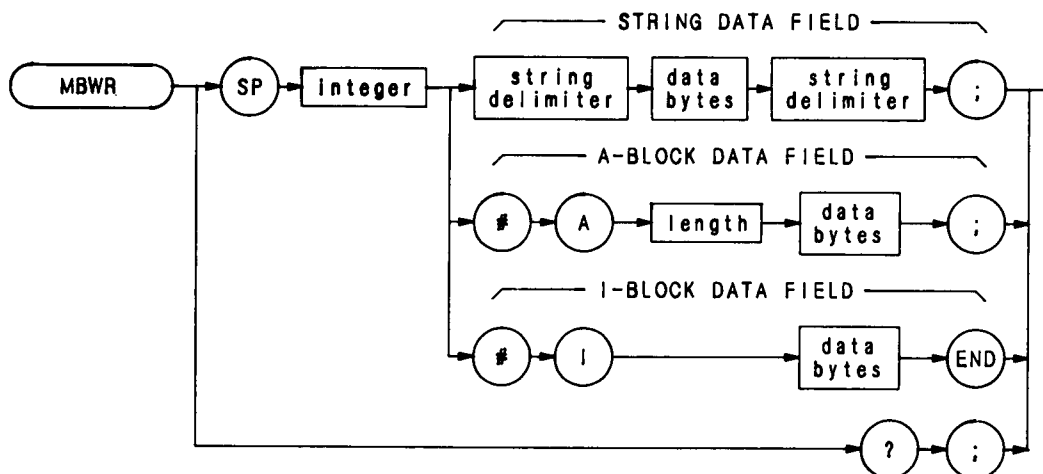 STRING DATA FIELD
MBWR SP integer string delimiter data bytes string delimiter ;
A-BLOCK DATA FIELD
# A length data bytes ;
I-BLOCK DATA FIELD
# I data bytes END
? ;